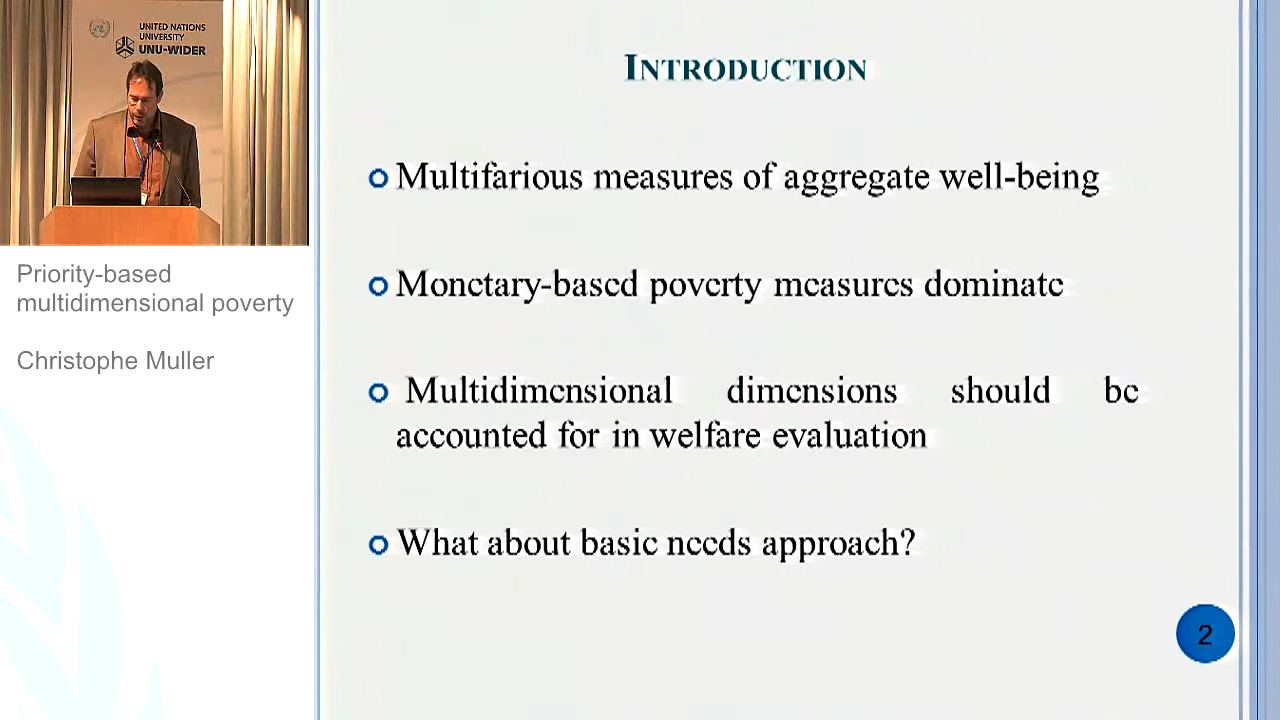 UNITED NATIONS
UNIVERSITY
UNU-WIDER
Priority-based
multidimensional poverty
Christophe Muller
INTRODUCTION
Multifarious measures of aggregate well-being
Monetary-based poverty measures dominate
Multidimensional dimensions should be
accounted for in welfare evaluation
What about basic needs approach?
2